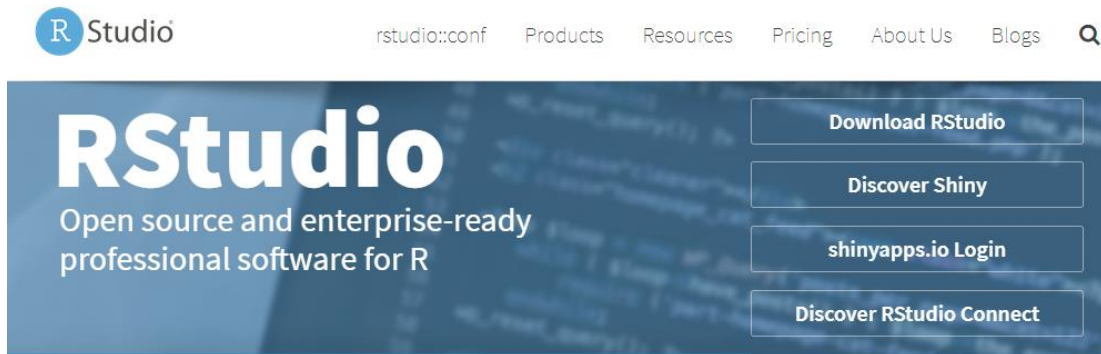 R Studio
rstudio::conf Products Resources Pricing About Us Blogs
RStudio
Open source and enterprise-ready
professional software for R
Download RStudio
Discover Shiny
shinyapps.io Login
Discover RStudio Connect